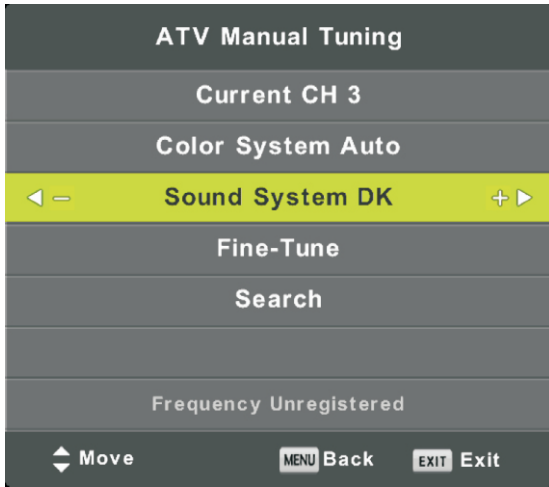 ATV Manual Tuning
Current CH 3
Color System Auto
Sound System DK
Fine-Tune
Search
Frequency Unregistered
Move MENU Back EXIT Exit